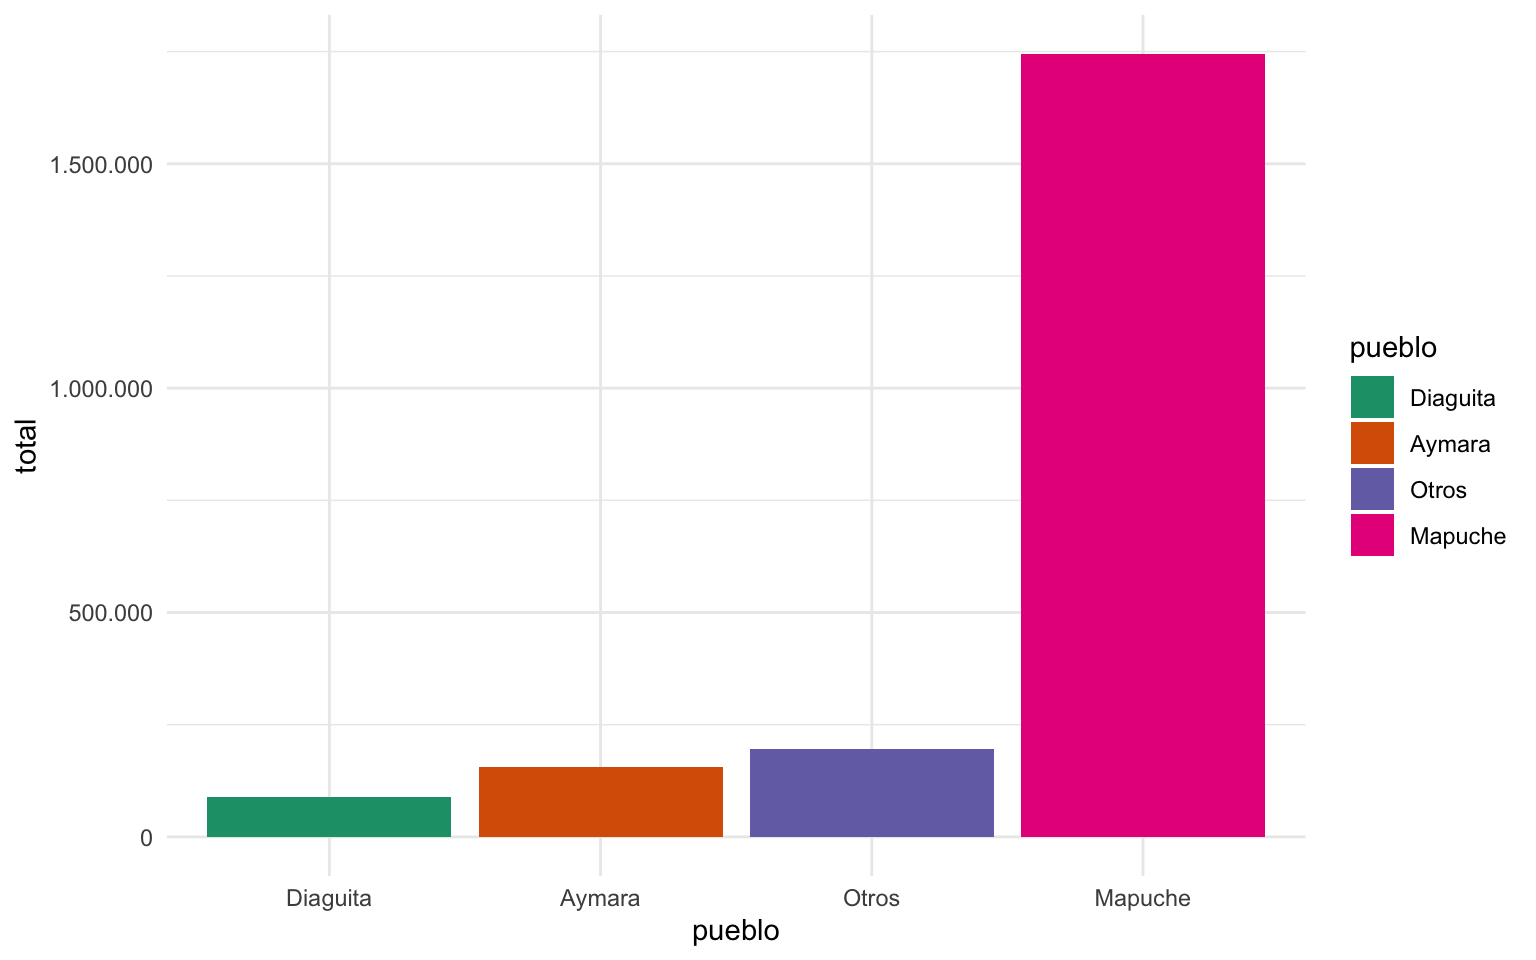 total
1.500.000
1.000.000
500.000
0
Diaguita
Aymara
Otros
Mapuche
pueblo
pueblo
Diaguita
Aymara
Otros
Mapuche